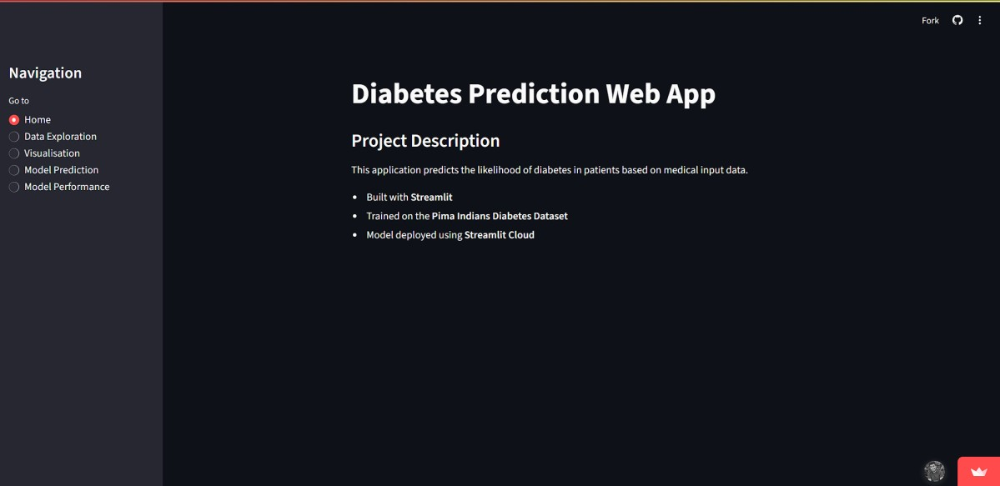 Fork
Navigation
Go to
Home
Data Exploration
Visualisation
Model Prediction
Model Performance
Diabetes Prediction Web App
Project Description
This application predicts the likelihood of diabetes in patients based on medical input data.
Built with Streamlit
Trained on the Pima Indians Diabetes Dataset
Model deployed using Streamlit Cloud